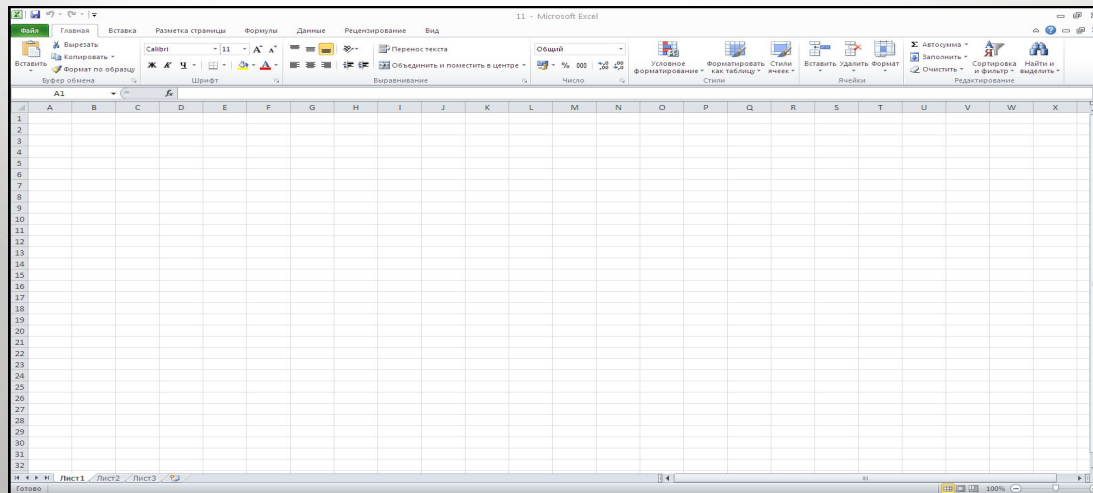 11 - Microsoft Excel
Файл Главная Вставка Разметка страницы Формулы Данные Рецензирование Вид
Вставить
Вырезать
Копировать
Формат по образцу
Буфер обмена
Calibri 11
Ж К Ч
Шрифт
Перенос текста
Объединить и поместить в центре
Выравнивание
Общий
% 000
Число
Условное форматирование
Форматировать как таблицу
Стили ячеек
Стили
Вставить Удалить Формат
Ячейки
Σ Автосумма
Заполнить
Очистить
Сортировка и фильтр
Найти и выделить
Редактирование
A1 fx
A B C D E F G H I J K L M N O P Q R S T U V W X
1
2
3
4
5
6
7
8
9
10
11
12
13
14
15
16
17
18
19
20
21
22
23
24
25
26
27
28
29
30
31
32
Лист1 Лист2 Лист3
Готово 100%